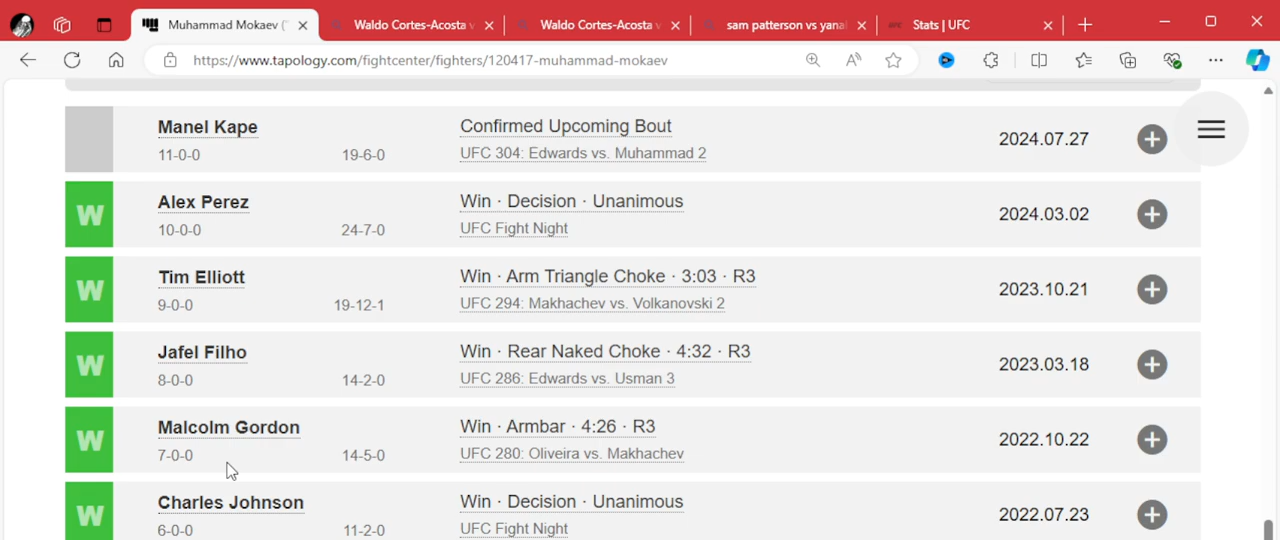 Muhammad Mokaev ("
Waldo Cortes-Acosta v
Waldo Cortes-Acosta v
sam patterson vs yanal
Stats | UFC
https://www.tapology.com/fightcenter/fighters/120417-muhammad-mokaev
Manel Kape
Confirmed Upcoming Bout
2024.07.27
11-0-0
19-6-0
UFC 304: Edwards vs. Muhammad 2
W
Alex Perez
Win · Decision · Unanimous
2024.03.02
10-0-0
24-7-0
UFC Fight Night
W
Tim Elliott
Win · Arm Triangle Choke · 3:03 · R3
2023.10.21
9-0-0
19-12-1
UFC 294: Makhachev vs. Volkanovski 2
W
Jafel Filho
Win · Rear Naked Choke · 4:32 · R3
2023.03.18
8-0-0
14-2-0
UFC 286: Edwards vs. Usman 3
W
Malcolm Gordon
Win · Armbar · 4:26 · R3
2022.10.22
7-0-0
14-5-0
UFC 280: Oliveira vs. Makhachev
W
Charles Johnson
Win · Decision · Unanimous
2022.07.23
6-0-0
11-2-0
UFC Fight Night